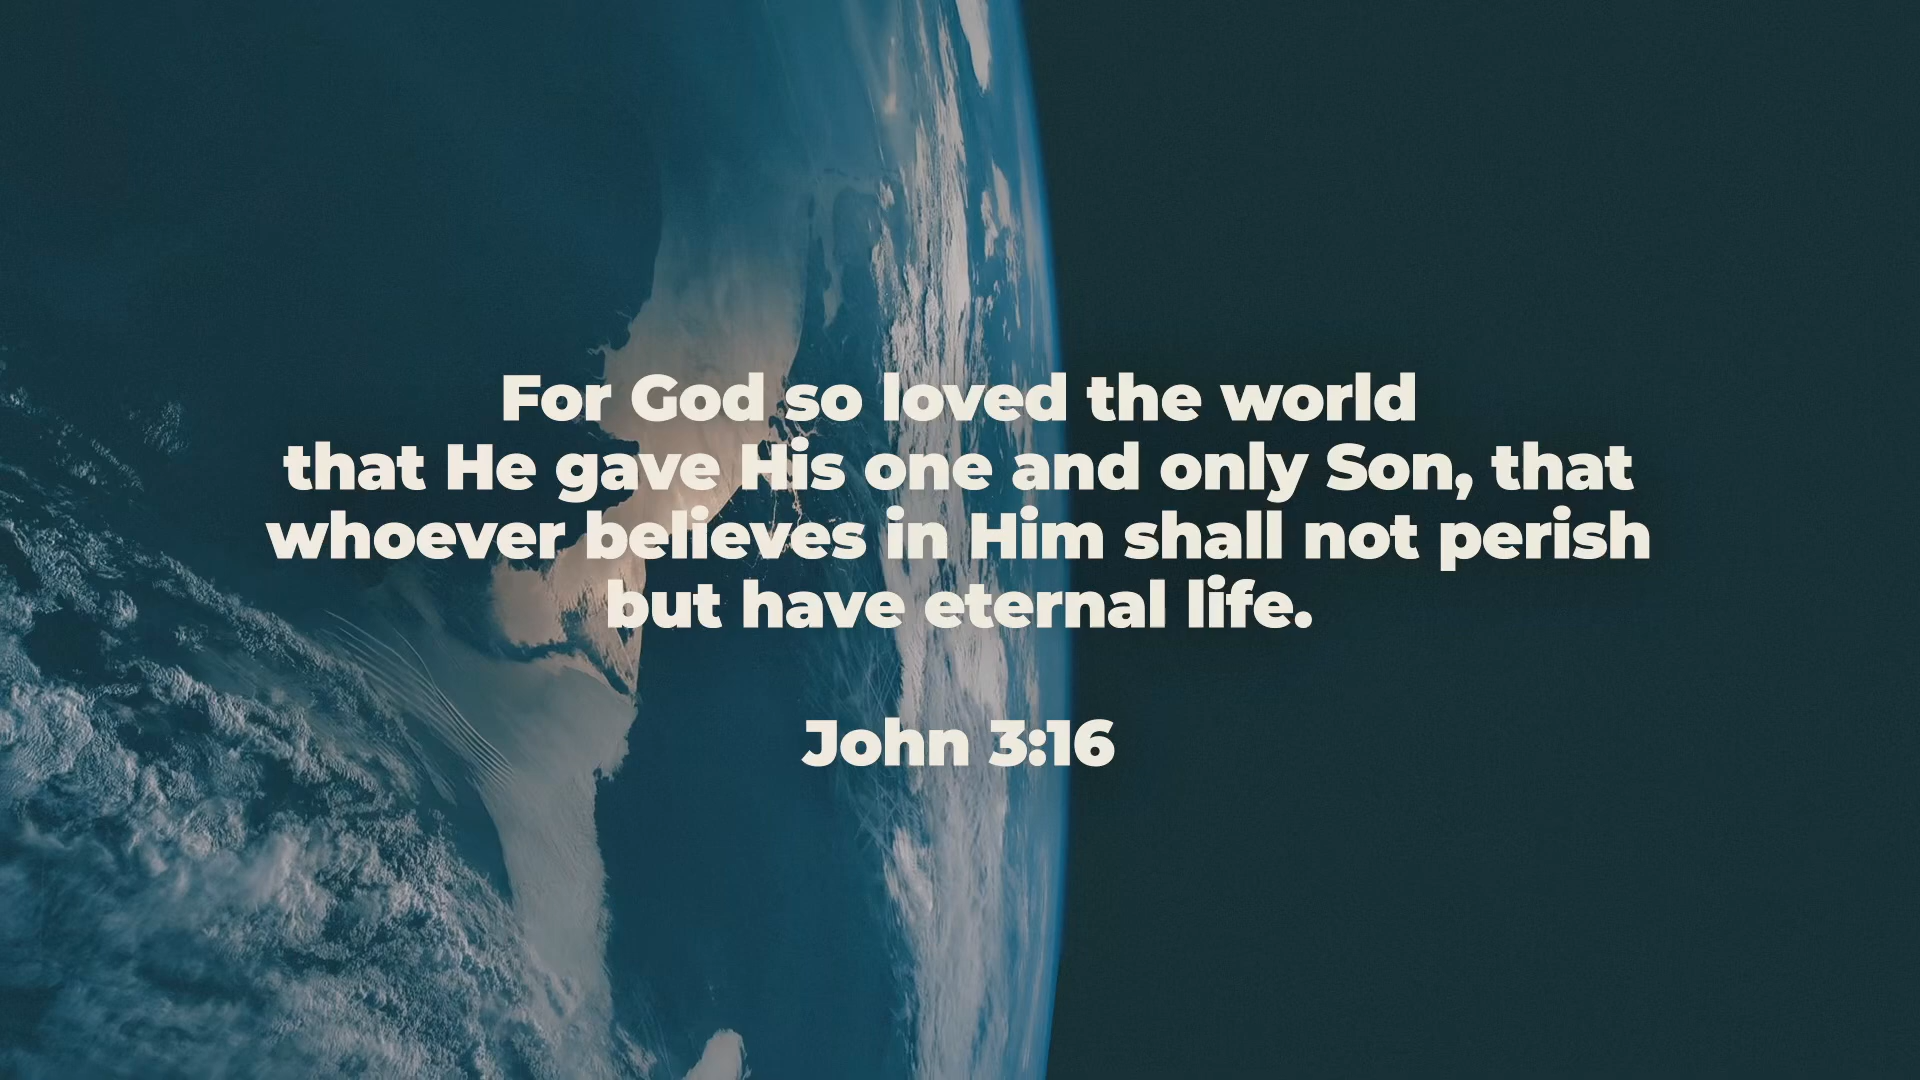 For God so loved the world
that He gave His one and only Son, that
whoever believes in Him shall not perish
but have eternal life.
John 3:16